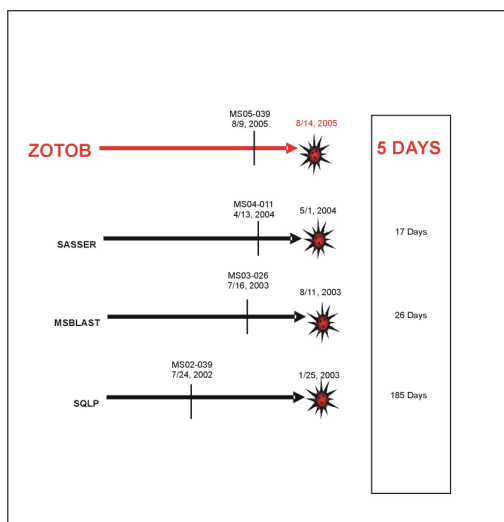 MS05-039
8/9, 2005
8/14, 2005
ZOTOB
5 DAYS
MS04-011
4/13, 2004
5/1, 2004
SASSER
17 Days
MS03-026
7/16, 2003
8/11, 2003
MSBLAST
26 Days
MS02-039
7/24, 2002
1/25, 2003
SQLP
185 Days